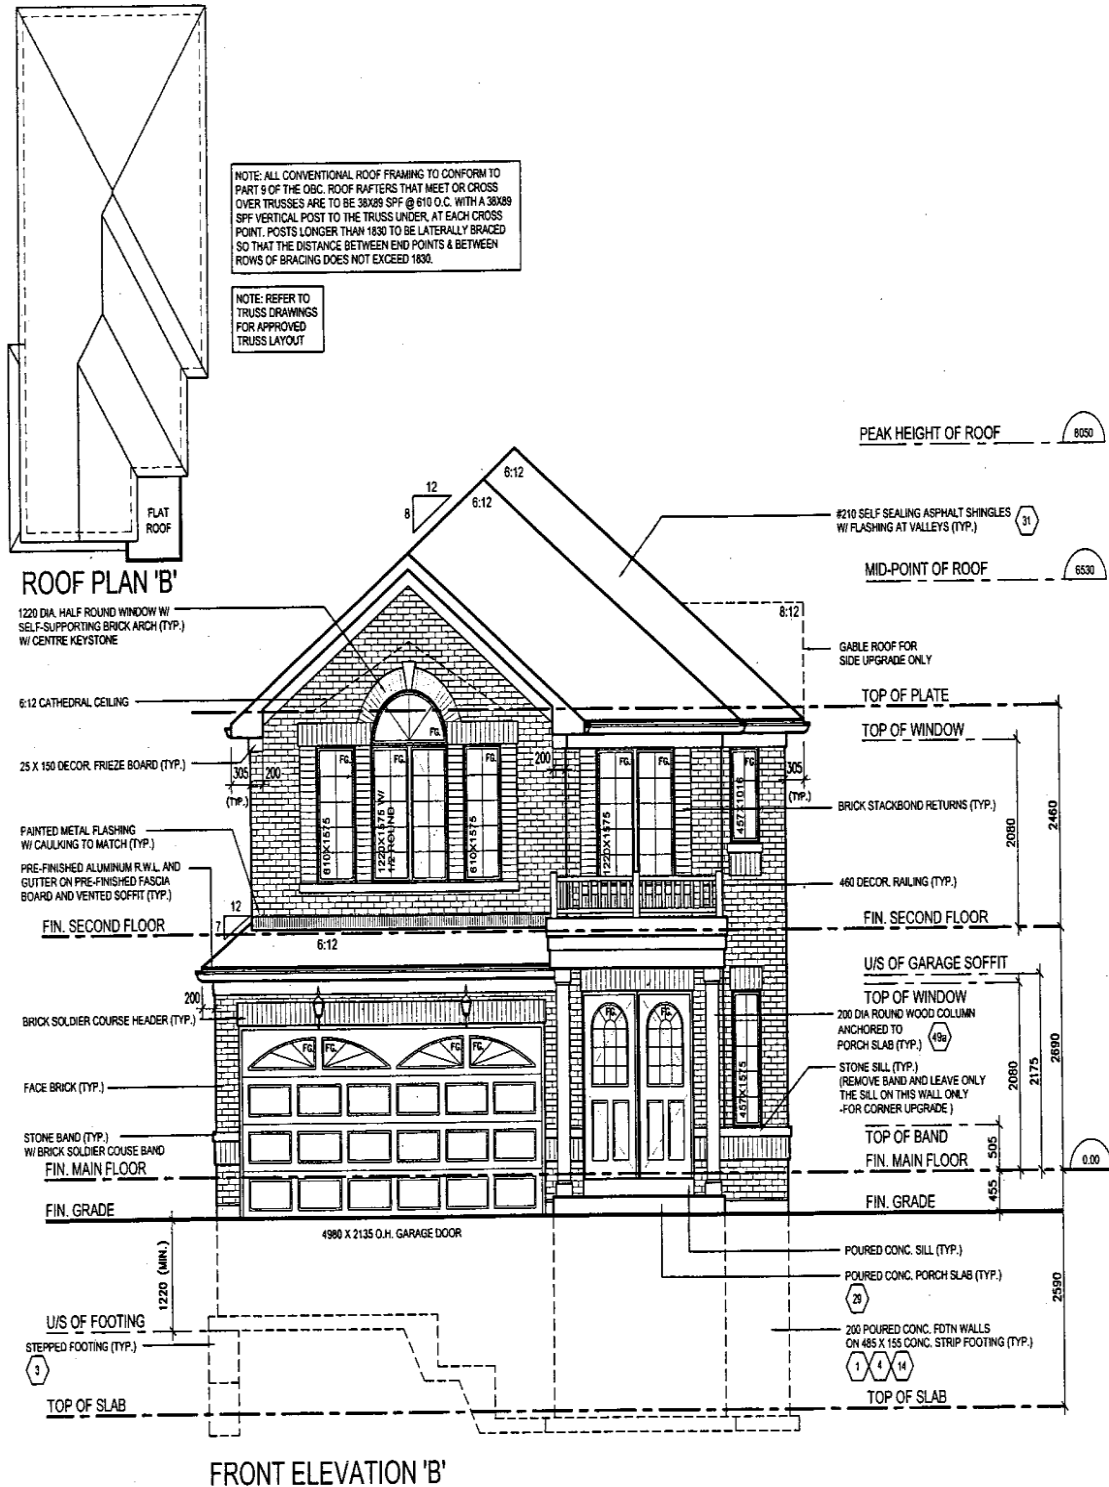 NOTE: ALL CONVENTIONAL ROOF FRAMING TO CONFORM TO
PART 9 OF THE OBC. ROOF RAFTERS THAT MEET OR CROSS
OVER TRUSSES ARE TO BE 38X89 SPF @ 610 O.C. WITH A 38X89
SPF VERTICAL POST TO THE TRUSS UNDER, AT EACH CROSS
POINT. POSTS LONGER THAN 1830 TO BE LATERALLY BRACED
SO THAT THE DISTANCE BETWEEN END POINTS & BETWEEN
ROWS OF BRACING DOES NOT EXCEED 1830.
NOTE: REFER TO
TRUSS DRAWINGS
FOR APPROVED
TRUSS LAYOUT
FLAT
ROOF
ROOF PLAN 'B'
PEAK HEIGHT OF ROOF
8050
6:12
6:12
12
8
#210 SELF SEALING ASPHALT SHINGLES
W/ FLASHING AT VALLEYS (TYP.)
31
MID-POINT OF ROOF
6530
1220 DIA. HALF ROUND WINDOW W/
SELF-SUPPORTING BRICK ARCH (TYP.)
W/ CENTRE KEYSTONE
8:12
GABLE ROOF FOR
SIDE UPGRADE ONLY
6:12 CATHEDRAL CEILING
TOP OF PLATE
TOP OF WINDOW
25 X 150 DECOR. FRIEZE BOARD (TYP.)
305
(TYP.)
200
200
305
(TYP.)
FG.
FG.
FG.
FG.
FG.
FG.
610X1575
1220X1575 W/
1/2 ROUND
610X1575
1220X1575
457X1016
BRICK STACKBOND RETURNS (TYP.)
2080
2460
PAINTED METAL FLASHING
W/ CAULKING TO MATCH (TYP.)
PRE-FINISHED ALUMINUM R.W.L. AND
GUTTER ON PRE-FINISHED FASCIA
BOARD AND VENTED SOFFIT (TYP.)
460 DECOR. RAILING (TYP.)
12
7
FIN. SECOND FLOOR
FIN. SECOND FLOOR
6:12
U/S OF GARAGE SOFFIT
TOP OF WINDOW
200 DIA ROUND WOOD COLUMN
ANCHORED TO
PORCH SLAB (TYP.)
49a
200
BRICK SOLDIER COURSE HEADER (TYP.)
FG.
FG.
FG.
FG.
FG.
FG.
FG.
457X1575
STONE SILL (TYP.)
(REMOVE BAND AND LEAVE ONLY
THE SILL ON THIS WALL ONLY
-FOR CORNER UPGRADE )
2080
2175
2690
FACE BRICK (TYP.)
STONE BAND (TYP.)
W/ BRICK SOLDIER COUSE BAND
TOP OF BAND
505
FIN. MAIN FLOOR
FIN. MAIN FLOOR
0.00
455
FIN. GRADE
FIN. GRADE
4980 X 2135 O.H. GARAGE DOOR
1220 (MIN.)
POURED CONC. SILL (TYP.)
POURED CONC. PORCH SLAB (TYP.)
29
2590
U/S OF FOOTING
STEPPED FOOTING (TYP.)
3
200 POURED CONC. FDTN WALLS
ON 485 X 155 CONC. STRIP FOOTING (TYP.)
1 4 14
TOP OF SLAB
TOP OF SLAB
FRONT ELEVATION 'B'